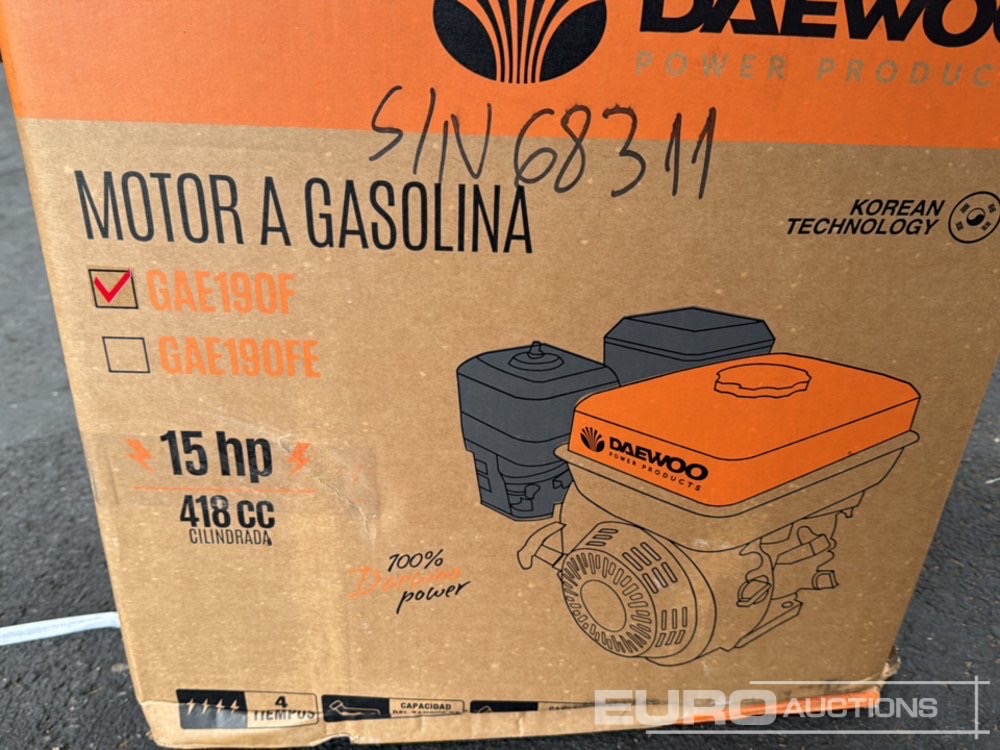 DAEWOO
POWER PRODUC
S/N 68311
MOTOR A GASOLINA
KOREAN
TECHNOLOGY
GAE190F
GAE190FE
15 hp
418 CC
CILINDRADA
DAEWOO
POWER PRODUCTS
100%
Daewoo
power
4
TIEMPOS
CAPACIDAD
EURO AUCTIONS